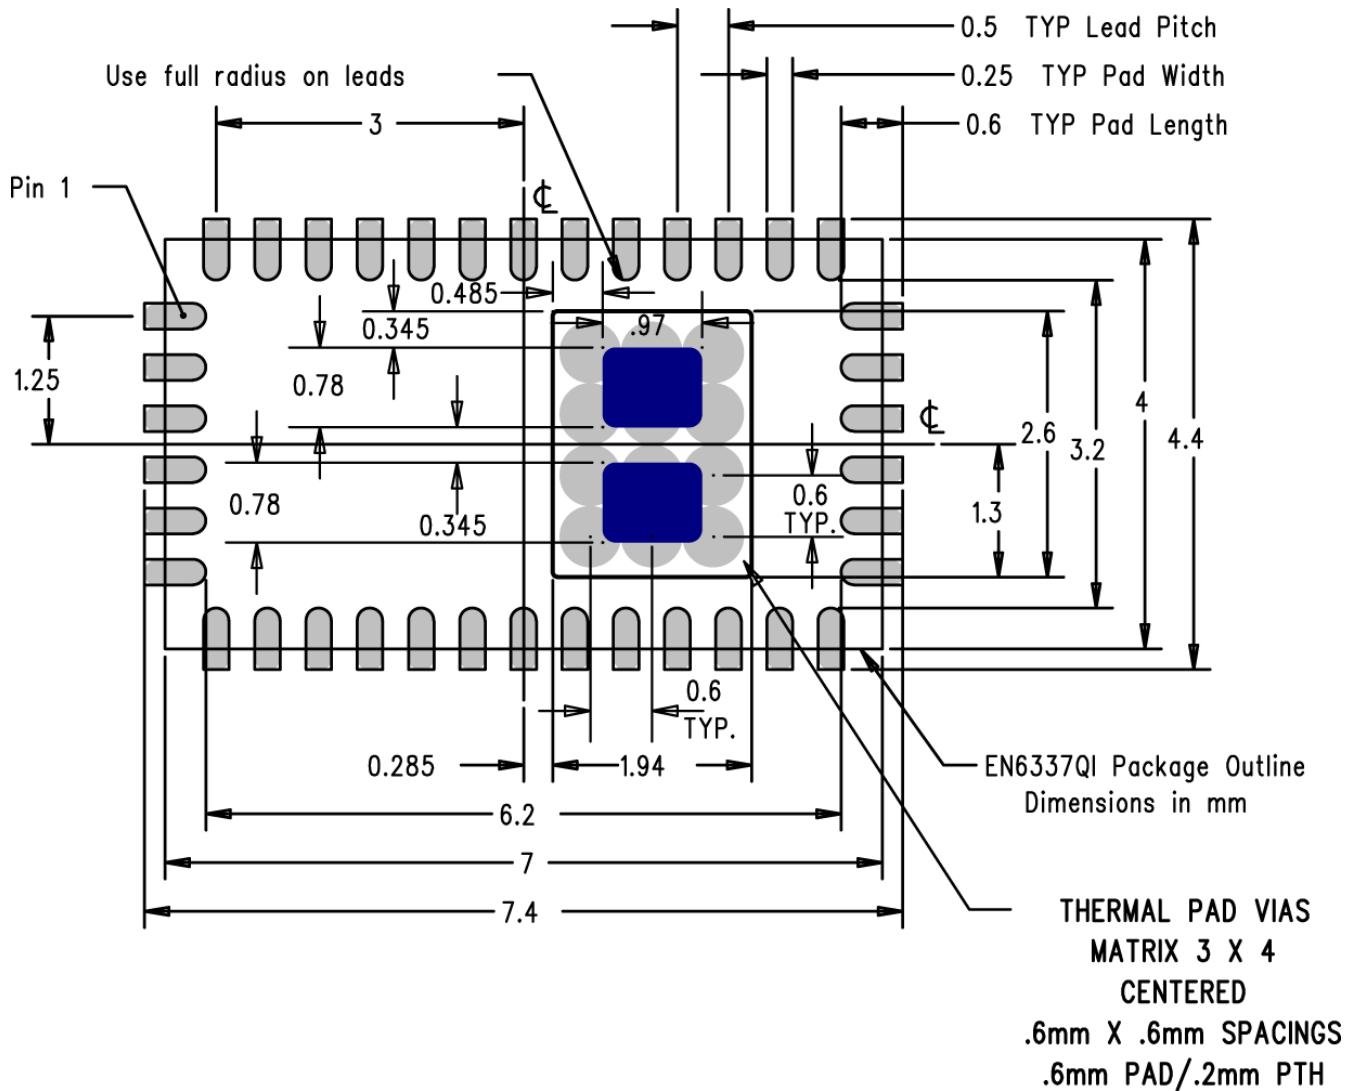 0.5 TYP Lead Pitch
Use full radius on leads
0.25 TYP Pad Width
3
0.6 TYP Pad Length
Pin 1
℄
0.485
0.345
.97
1.25
0.78
4
℄
2.6
3.2
4.4
0.78
0.345
0.6
TYP.
1.3
0.6
TYP.
0.285
1.94
EN6337QI Package Outline
Dimensions in mm
6.2
7
7.4
THERMAL PAD VIAS
MATRIX 3 X 4
CENTERED
.6mm X .6mm SPACINGS
.6mm PAD/.2mm PTH